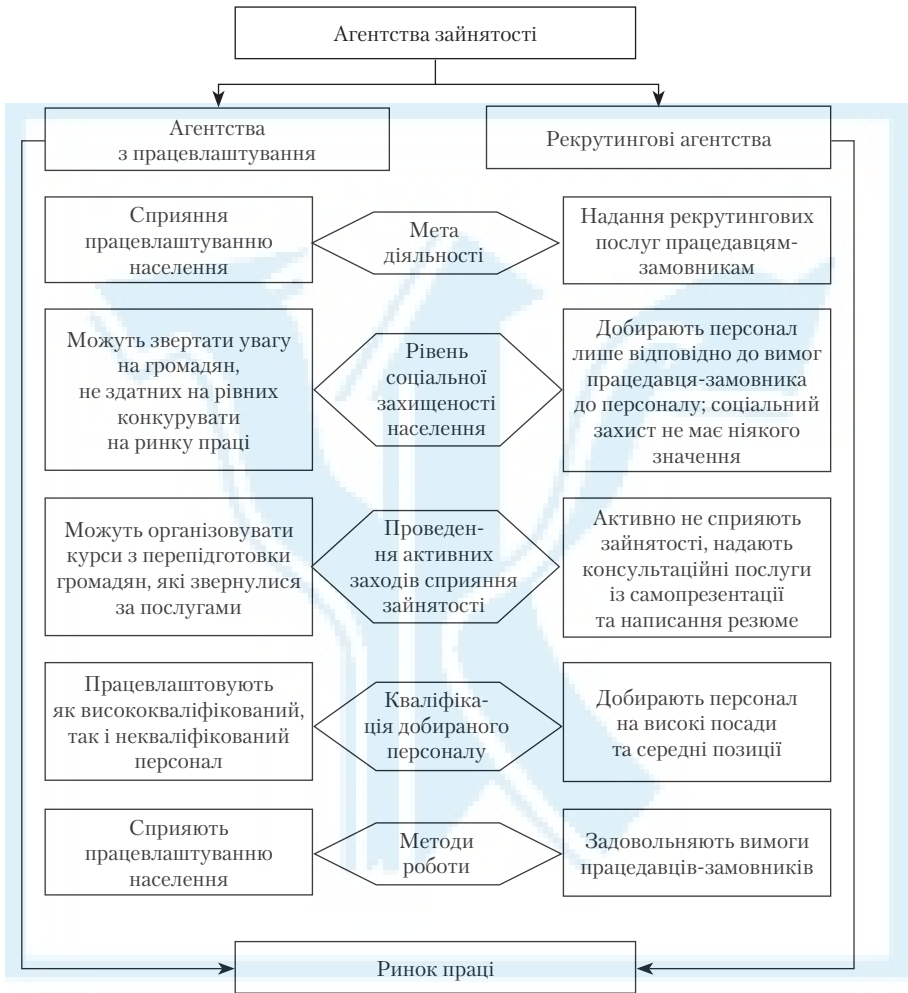 Агентства зайнятості
Агентства
з працевлаштування
Рекрутингові агентства
Сприяння
працевлаштуванню
населення
Мета
діяльності
Надання рекрутингових
послуг працедавцям-
замовникам
Можуть звертати увагу
на громадян,
не здатних на рівних
конкурувати
на ринку праці
Рівень
соціальної
захищеності
населення
Добирають персонал
лише відповідно до вимог
працедавця-замовника
до персоналу; соціальний
захист не має ніякого
значення
Можуть організовувати
курси з перепідготовки
громадян, які звернулися
за послугами
Проведен-
ня активних
заходів сприяння
зайнятості
Активно не сприяють
зайнятості, надають
консультаційні послуги
із самопрезентації
та написання резюме
Працевлаштовують
як висококваліфікований,
так і некваліфікований
персонал
Кваліфіка-
ція добираного
персоналу
Добирають персонал
на високі посади
та середні позиції
Сприяють
працевлаштуванню
населення
Методи
роботи
Задовольняють вимоги
працедавців-замовників
Ринок праці